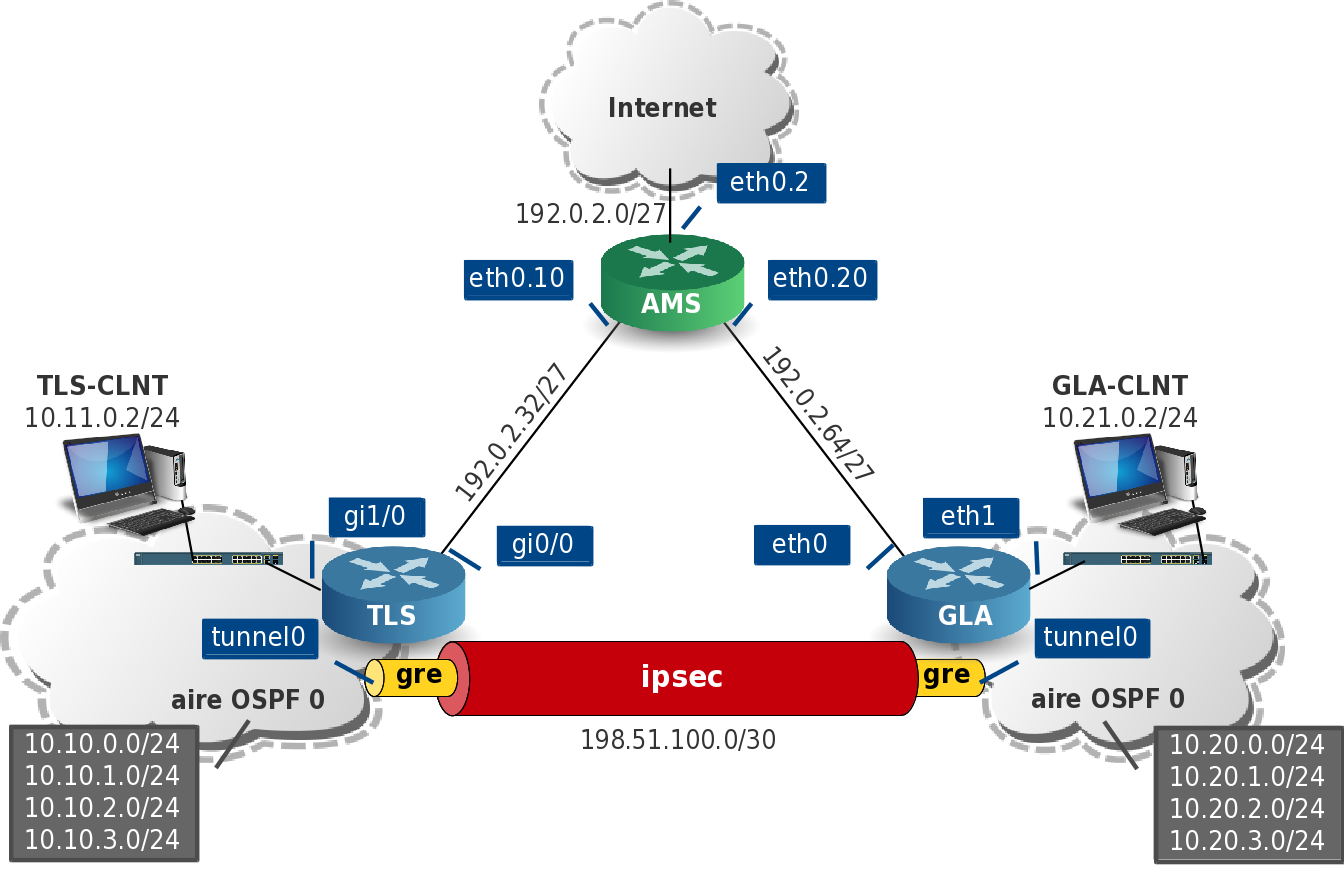 Internet
eth0.2
192.0.2.0/27
eth0.10
eth0.20
AMS
192.0.2.32/27
192.0.2.64/27
TLS-CLNT
10.11.0.2/24
GLA-CLNT
10.21.0.2/24
gi1/0
gi0/0
eth0
eth1
TLS
GLA
tunnel0
tunnel0
gre
ipsec
gre
aire OSPF 0
aire OSPF 0
198.51.100.0/30
10.10.0.0/24
10.10.1.0/24
10.10.2.0/24
10.10.3.0/24
10.20.0.0/24
10.20.1.0/24
10.20.2.0/24
10.20.3.0/24